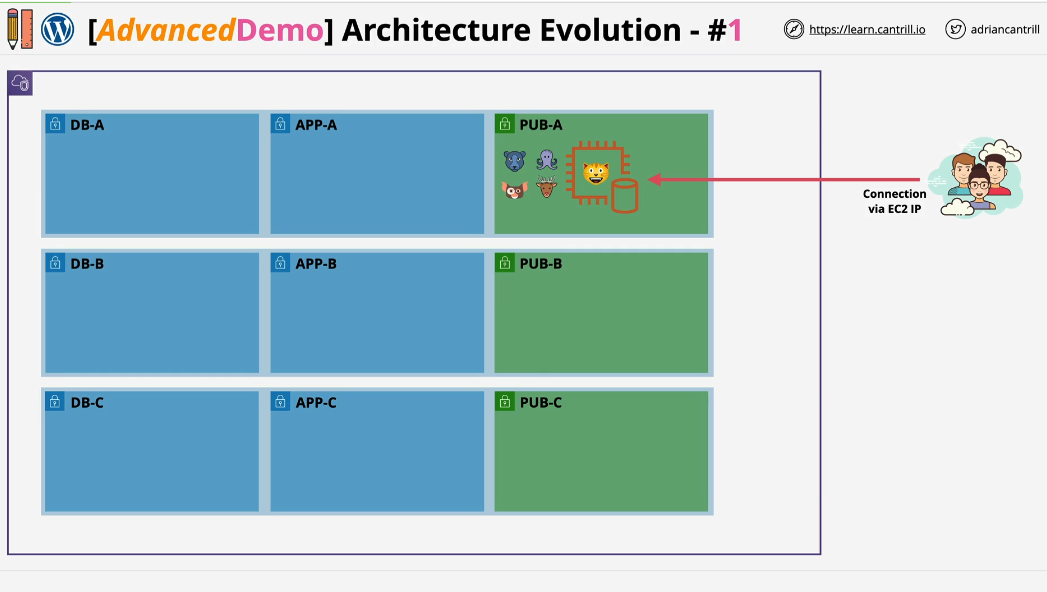 [AdvancedDemo] Architecture Evolution - #1
https://learn.cantrill.io
adriancantrill
DB-A
APP-A
PUB-A
Connection
via EC2 IP
DB-B
APP-B
PUB-B
DB-C
APP-C
PUB-C